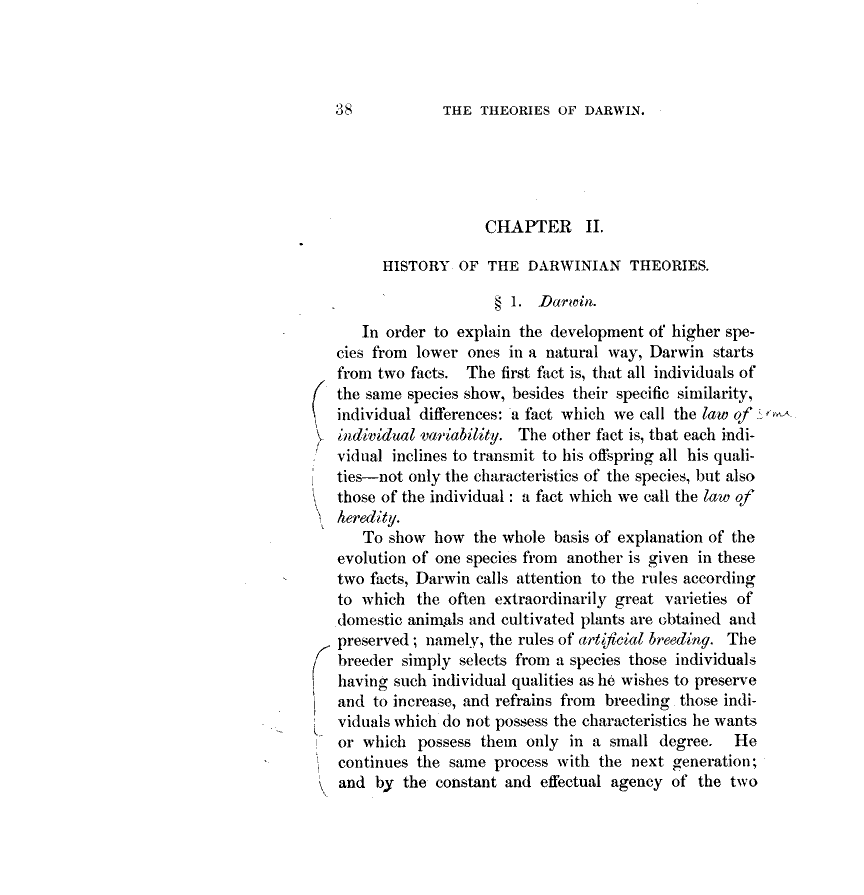 38 THE THEORIES OF DARWIN.
CHAPTER II.
HISTORY OF THE DARWINIAN THEORIES.
§ 1. Darwin.
In order to explain the development of higher spe-
cies from lower ones in a natural way, Darwin starts
from two facts. The first fact is, that all individuals of
the same species show, besides their specific similarity,
individual differences: a fact which we call the law of
individual variability. The other fact is, that each indi-
vidual inclines to transmit to his offspring all his quali-
ties—not only the characteristics of the species, but also
those of the individual: a fact which we call the law of
heredity.
To show how the whole basis of explanation of the
evolution of one species from another is given in these
two facts, Darwin calls attention to the rules according
to which the often extraordinarily great varieties of
domestic animals and cultivated plants are obtained and
preserved; namely, the rules of artificial breeding. The
breeder simply selects from a species those individuals
having such individual qualities as he wishes to preserve
and to increase, and refrains from breeding those indi-
viduals which do not possess the characteristics he wants
or which possess them only in a small degree. He
continues the same process with the next generation;
and by the constant and effectual agency of the two